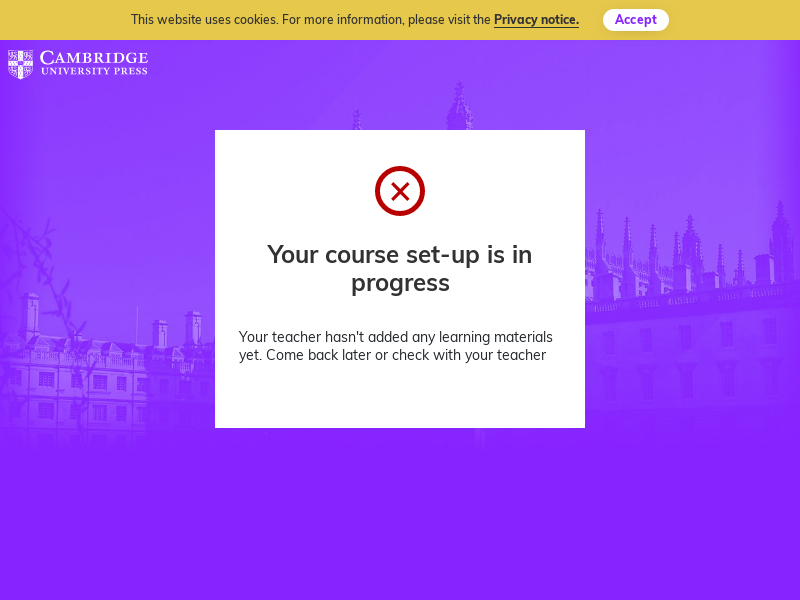 This website uses cookies. For more information, please visit the Privacy notice. Accept
CAMBRIDGE
UNIVERSITY PRESS
Your course set-up is in
progress
Your teacher hasn't added any learning materials
yet. Come back later or check with your teacher